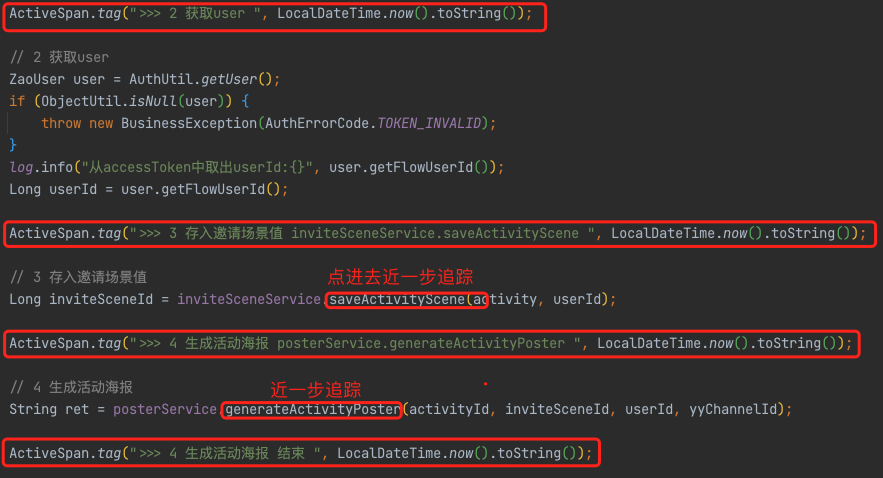 ActiveSpan.tag(">>> 2 获取user ", LocalDateTime.now().toString());
// 2 获取user
ZaoUser user = AuthUtil.getUser();
if (ObjectUtil.isNull(user)) {
throw new BusinessException(AuthErrorCode.TOKEN_INVALID);
}
log.info("从accessToken中取出userId:{}", user.getFlowUserId());
Long userId = user.getFlowUserId();
ActiveSpan.tag(">>> 3 存入邀请场景值 inviteSceneService.saveActivityScene ", LocalDateTime.now().toString());
// 3 存入邀请场景值
点进去近一步追踪
Long inviteSceneId = inviteSceneService.saveActivityScene(activity, userId);
ActiveSpan.tag(">>> 4 生成活动海报 posterService.generateActivityPoster ", LocalDateTime.now().toString());
// 4 生成活动海报
近一步追踪
String ret = posterService.generateActivityPoster(activityId, inviteSceneId, userId, yyChannelId);
ActiveSpan.tag(">>> 4 生成活动海报 结束 ", LocalDateTime.now().toString());